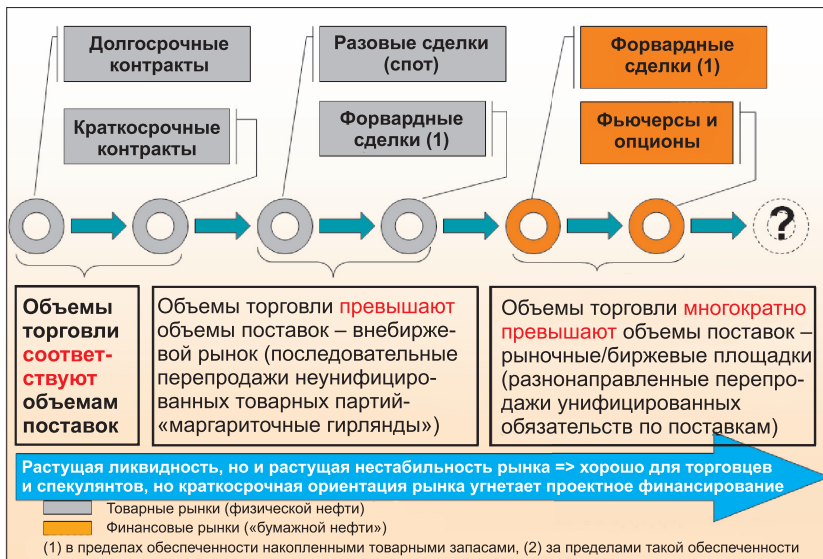 Долгосрочные
контракты
Краткосрочные
контракты
Разовые сделки
(спот)
Форвардные
сделки (1)
Форвардные
сделки (1)
Фьючерсы и
опционы
?
Объемы
торговли
соответ-
ствуют
объемам
поставок
Объемы торговли превышают
объемы поставок – внебирже-
вой рынок (последовательные
перепродажи неунифициро-
ванных товарных партий-
«маргариточные гирлянды»)
Объемы торговли многократно
превышают объемы поставок –
рыночные/биржевые площадки
(разнонаправленные перепро-
дажи унифицированных
обязательств по поставкам)
Растущая ликвидность, но и растущая нестабильность рынка => хорошо для торговцев
и спекулянтов, но краткосрочная ориентация рынка угнетает проектное финансирование
Товарные рынки (физической нефти)
Финансовые рынки («бумажной нефти»)
(1) в пределах обеспеченности накопленными товарными запасами, (2) за пределами такой обеспеченности